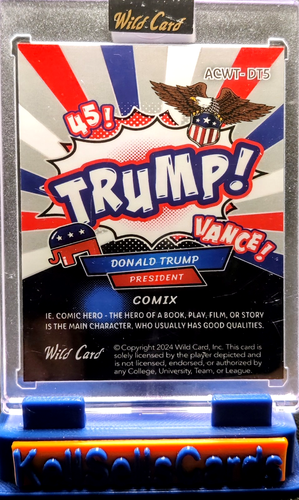 Wild Card
ACWT- DT5
45!
TRUMP!
VANCE!
DONALD TRUMP
PRESIDENT
COMIX
IE. COMIC HERO - THE HERO OF A BOOK, PLAY, FILM, OR STORY
IS THE MAIN CHARACTER, WHO USUALLY HAS GOOD QUALITIES.
Wild Card
© Copyright 2024 Wild Card, Inc. This card is
solely licensed by the player depicted and
is not licensed, endorsed, or authorized by
any College, University, Team, or League.
KellSellsCards